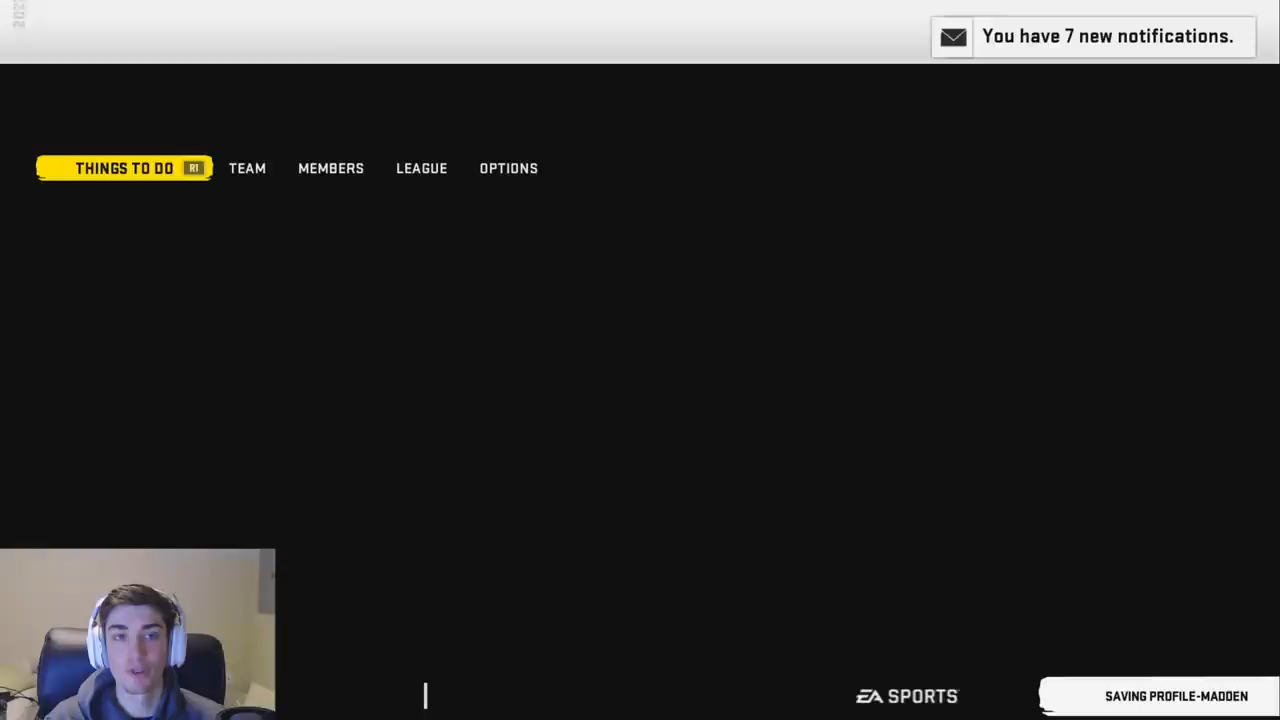 You have 7 new notifications.
THINGS TO DO R1 TEAM MEMBERS LEAGUE OPTIONS
EA SPORTS
SAVING PROFILE-MADDEN